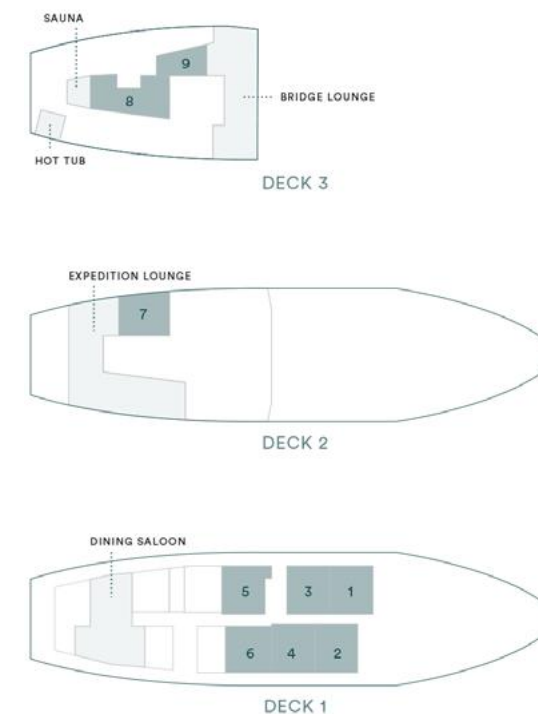 SAUNA
9
8
BRIDGE LOUNGE
HOT TUB
DECK 3
EXPEDITION LOUNGE
7
DECK 2
DINING SALOON
5 3 1
6 4 2
DECK 1